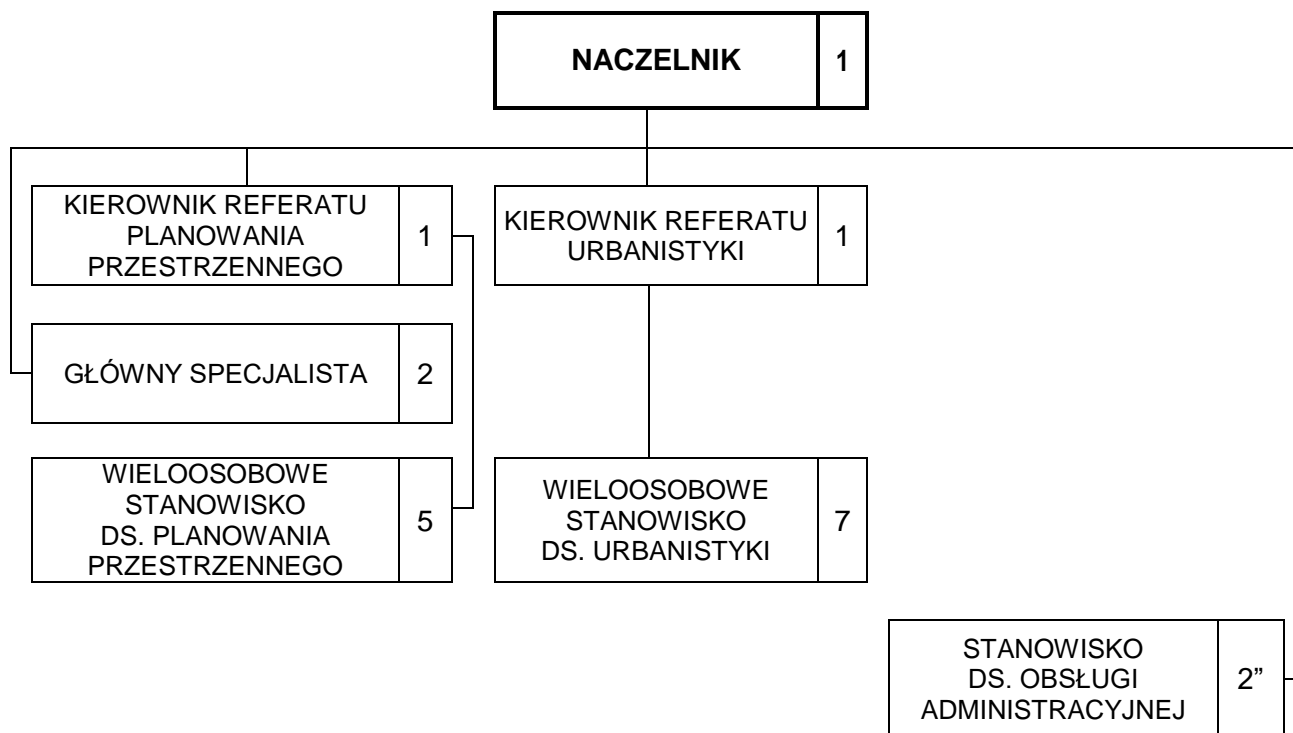 NACZELNIK 1
KIEROWNIK REFERATU
PLANOWANIA
PRZESTRZENNEGO
1
KIEROWNIK REFERATU
URBANISTYKI
1
GŁÓWNY SPECJALISTA 2
WIELOOSOBOWE
STANOWISKO
DS. PLANOWANIA
PRZESTRZENNEGO
5
WIELOOSOBOWE
STANOWISKO
DS. URBANISTYKI
7
STANOWISKO
DS. OBSŁUGI
ADMINISTRACYJNEJ
2”